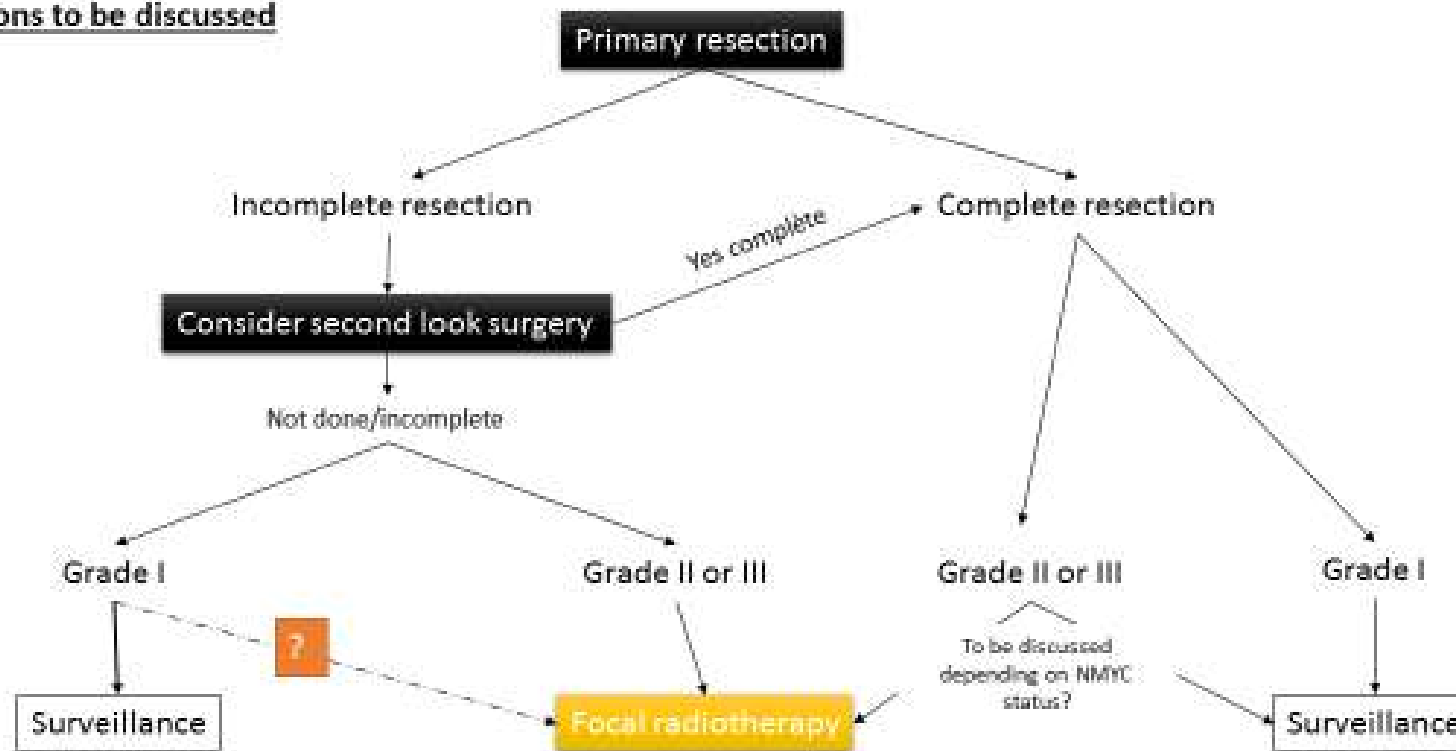 ons to be discussed
Primary resection
Incomplete resection
Complete resection
Yes complète
Consider second look surgery
Not done/incomplete
Grade I
Grade II or III
Grade II or III
Grade I
?
To be discussed
depending on NMYC
status?
Surveillance
Focal radiotherapy
Surveillance